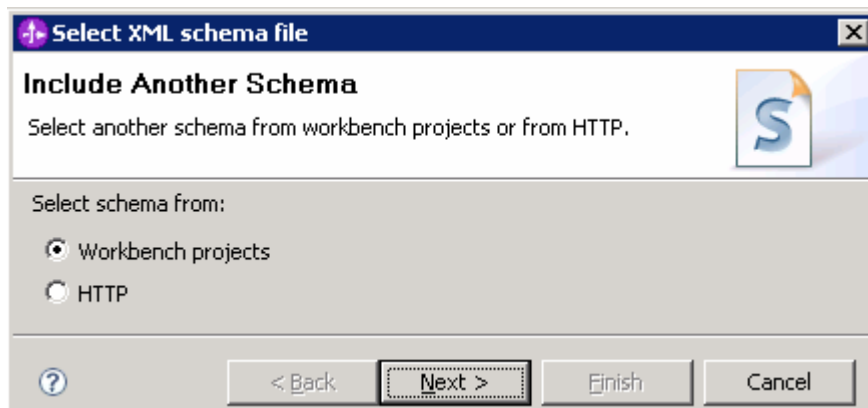 Select XML schema file
Include Another Schema
Select another schema from workbench projects or from HTTP.
S
Select schema from:
Workbench projects
HTTP
? < Back Next > Finish Cancel